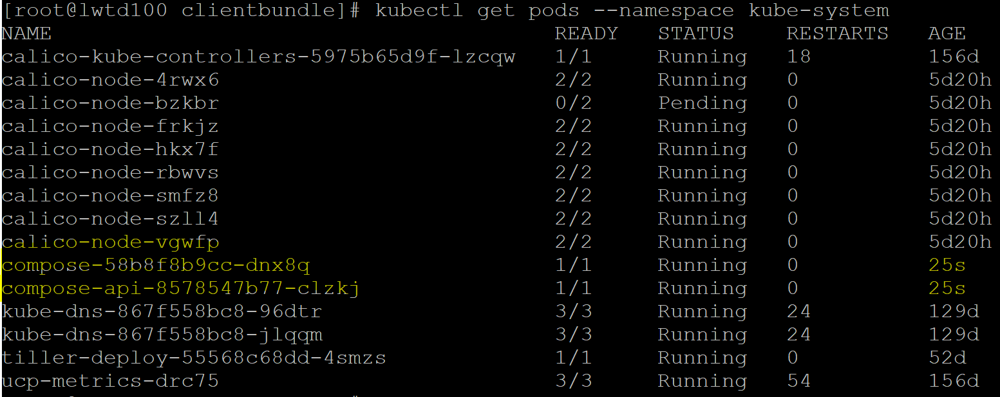 [root@lwtd100 clientbundle]# kubectl get pods --namespace kube-system
NAME READY STATUS RESTARTS AGE
calico-kube-controllers-5975b65d9f-lzcqw 1/1 Running 18 156d
calico-node-4rwx6 2/2 Running 0 5d20h
calico-node-bzkbr 0/2 Pending 0 5d20h
calico-node-frkjz 2/2 Running 0 5d20h
calico-node-hkx7f 2/2 Running 0 5d20h
calico-node-rbwvs 2/2 Running 0 5d20h
calico-node-smfz8 2/2 Running 0 5d20h
calico-node-szll4 2/2 Running 0 5d20h
calico-node-vgwfp 2/2 Running 0 5d20h
compose-58b8f8b9cc-dnx8q 1/1 Running 0 25s
compose-api-8578547b77-clzkj 1/1 Running 0 25s
kube-dns-867f558bc8-96dtr 3/3 Running 24 129d
kube-dns-867f558bc8-jlqqm 3/3 Running 24 129d
tiller-deploy-55568c68dd-4smzs 1/1 Running 0 52d
ucp-metrics-drc75 3/3 Running 54 156d